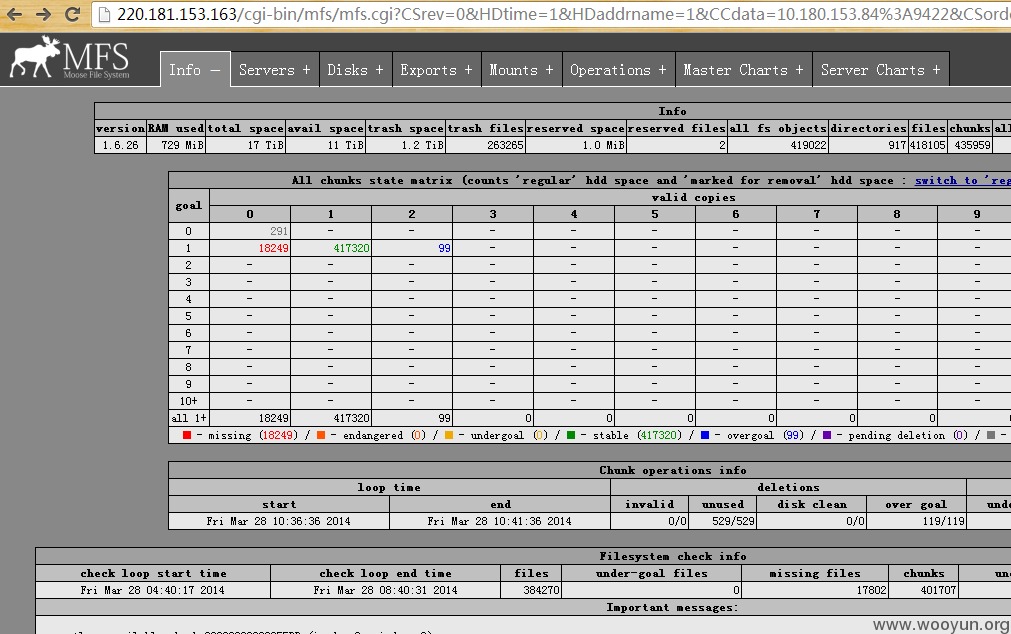 220.181.153.163/cgi-bin/mfs/mfs.cgi?CSrev=0&HDtime=1&HDaddrname=1&CCdata=10.180.153.84%3A9422&CSorde
MFS
Moose File System
Info − Servers + Disks + Exports + Mounts + Operations + Master Charts + Server Charts +
Info
version RAM used total space avail space trash space trash files reserved space reserved files all fs objects directories files chunks all
1.6.26 729 MiB 17 TiB 11 TiB 1.2 TiB 263265 1.0 MiB 2 419022 917 418105 435959
All chunks state matrix (counts 'regular' hdd space and 'marked for removal' hdd space : switch to 'reg
goal valid copies
0 1 2 3 4 5 6 7 8 9
0 291 - - - - - - - - -
1 18249 417320 99 - - - - - - -
2 - - - - - - - - - -
3 - - - - - - - - - -
4 - - - - - - - - - -
5 - - - - - - - - - -
6 - - - - - - - - - -
7 - - - - - - - - - -
8 - - - - - - - - - -
9 - - - - - - - - - -
10+ - - - - - - - - - -
all 1+ 18249 417320 99 0 0 0 0 0 0
- missing (18249) / - endangered (0) / - undergoal (0) / - stable (417320) / - overgoal (99) / - pending deletion (0) / -
Chunk operations info
loop time deletions
start end invalid unused disk clean over goal unde
Fri Mar 28 10:36:36 2014 Fri Mar 28 10:41:36 2014 0/0 529/529 0/0 119/119
Filesystem check info
check loop start time check loop end time files under-goal files missing files chunks un
Fri Mar 28 04:40:17 2014 Fri Mar 28 08:40:31 2014 384270 0 17802 401707
Important messages:
www.wooyun.org